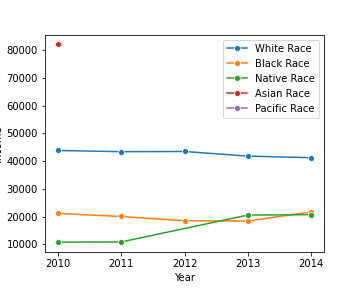 80000
70000
60000
50000
40000
30000
20000
10000
White Race
Black Race
Native Race
Asian Race
Pacific Race
2010 2011 2012 2013 2014
Year